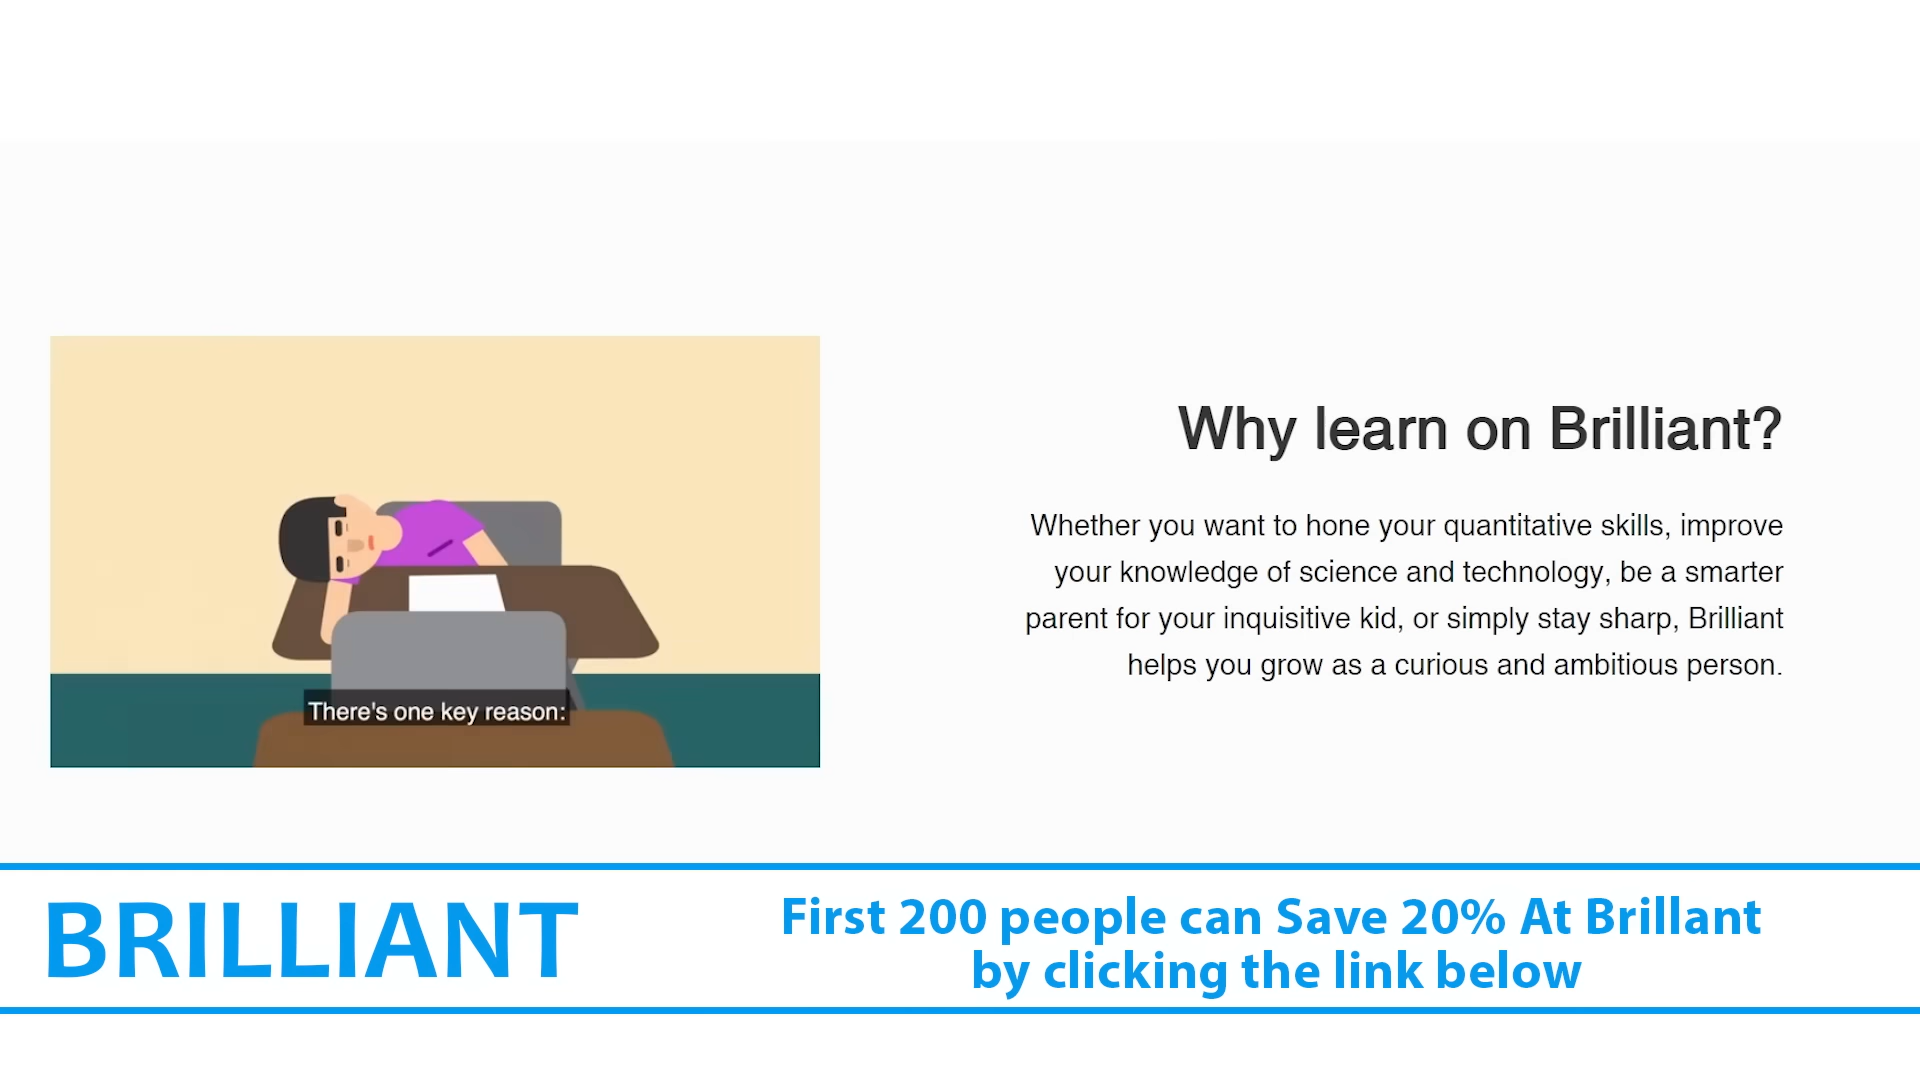 Why learn on Brilliant?
Whether you want to hone your quantitative skills, improve
your knowledge of science and technology, be a smarter
parent for your inquisitive kid, or simply stay sharp, Brilliant
helps you grow as a curious and ambitious person.
There's one key reason:
BRILLIANT
First 200 people can Save 20% At Brillant
by clicking the link below